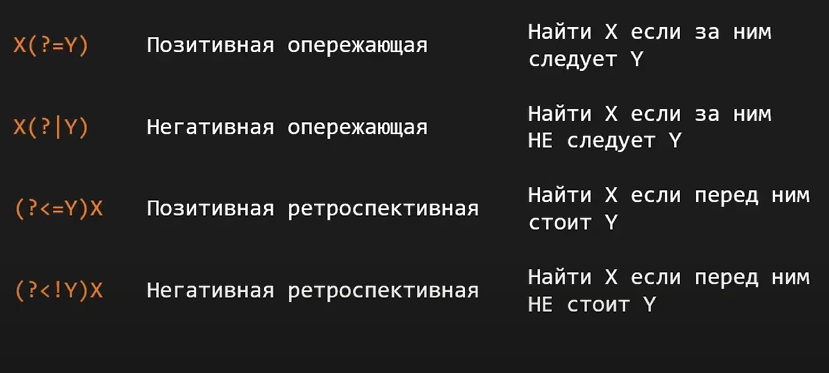 X(?=Y) Позитивная опережающая Найти X если за ним
следует Y
X(?|Y) Негативная опережающая Найти X если за ним
НЕ следует Y
(?<=Y)X Позитивная ретроспективная Найти X если перед ним
стоит Y
(?<!Y)X Негативная ретроспективная Найти X если перед ним
НЕ стоит Y